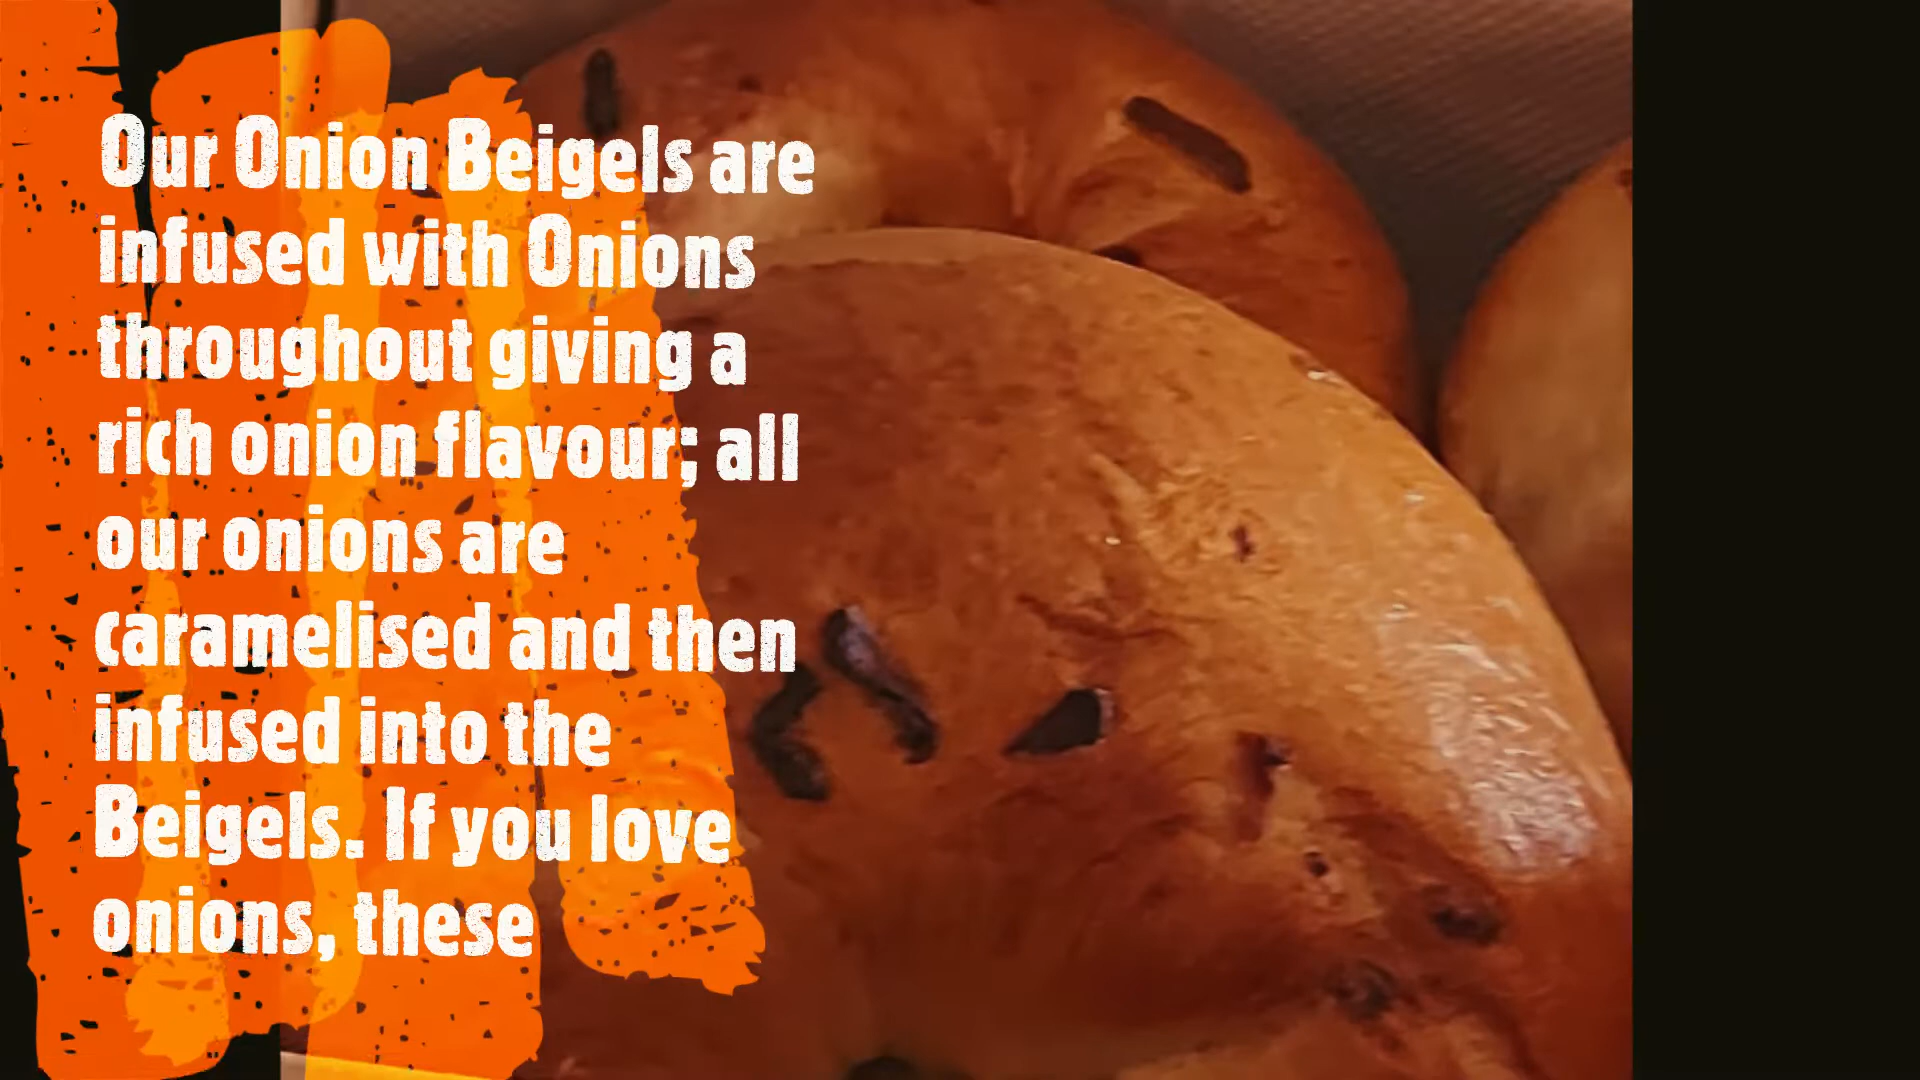 Our Onion Beigels are
infused with Onions
throughout giving a
rich onion flavour; all
our onions are
caramelised and then
infused into the
Beigels. If you love
onions, these